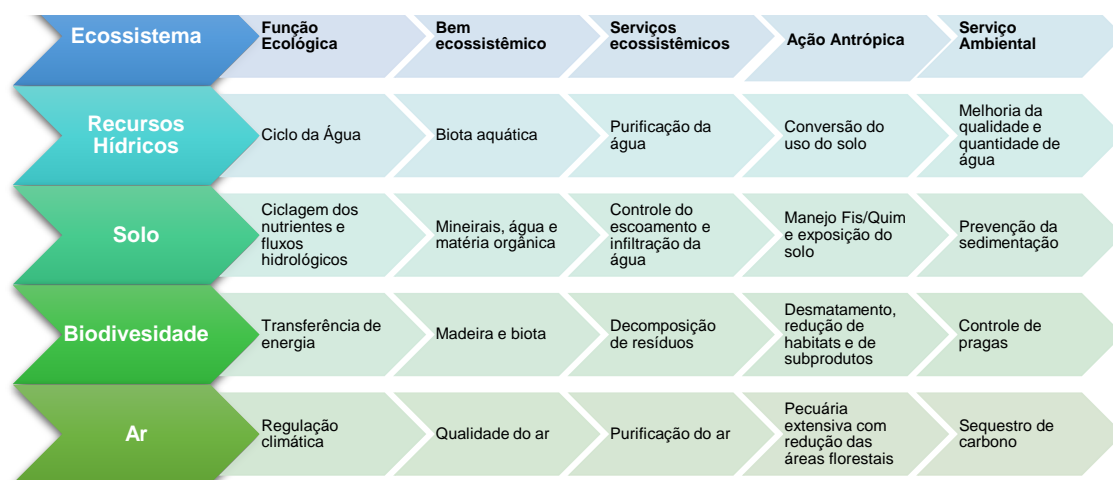 Ecossistema
Função
Ecológica
Bem
ecossistêmico
Serviços
ecossistêmicos
Ação Antrópica
Serviço
Ambiental
Recursos
Hídricos
Ciclo da Água
Biota aquática
Purificação da
água
Conversão do
uso do solo
Melhoria da
qualidade e
quantidade de
água
Solo
Ciclagem dos
nutrientes e
fluxos
hidrológicos
Mineirais, água e
matéria orgânica
Controle do
escoamento e
infiltração da
água
Manejo Fis/Quim
e exposição do
solo
Prevenção da
sedimentação
Biodivesidade
Transferência de
energia
Madeira e biota
Decomposição
de resíduos
Desmatamento,
redução de
habitats e de
subprodutos
Controle de
pragas
Ar
Regulação
climática
Qualidade do ar
Purificação do ar
Pecuária
extensiva com
redução das
áreas florestais
Sequestro de
carbono